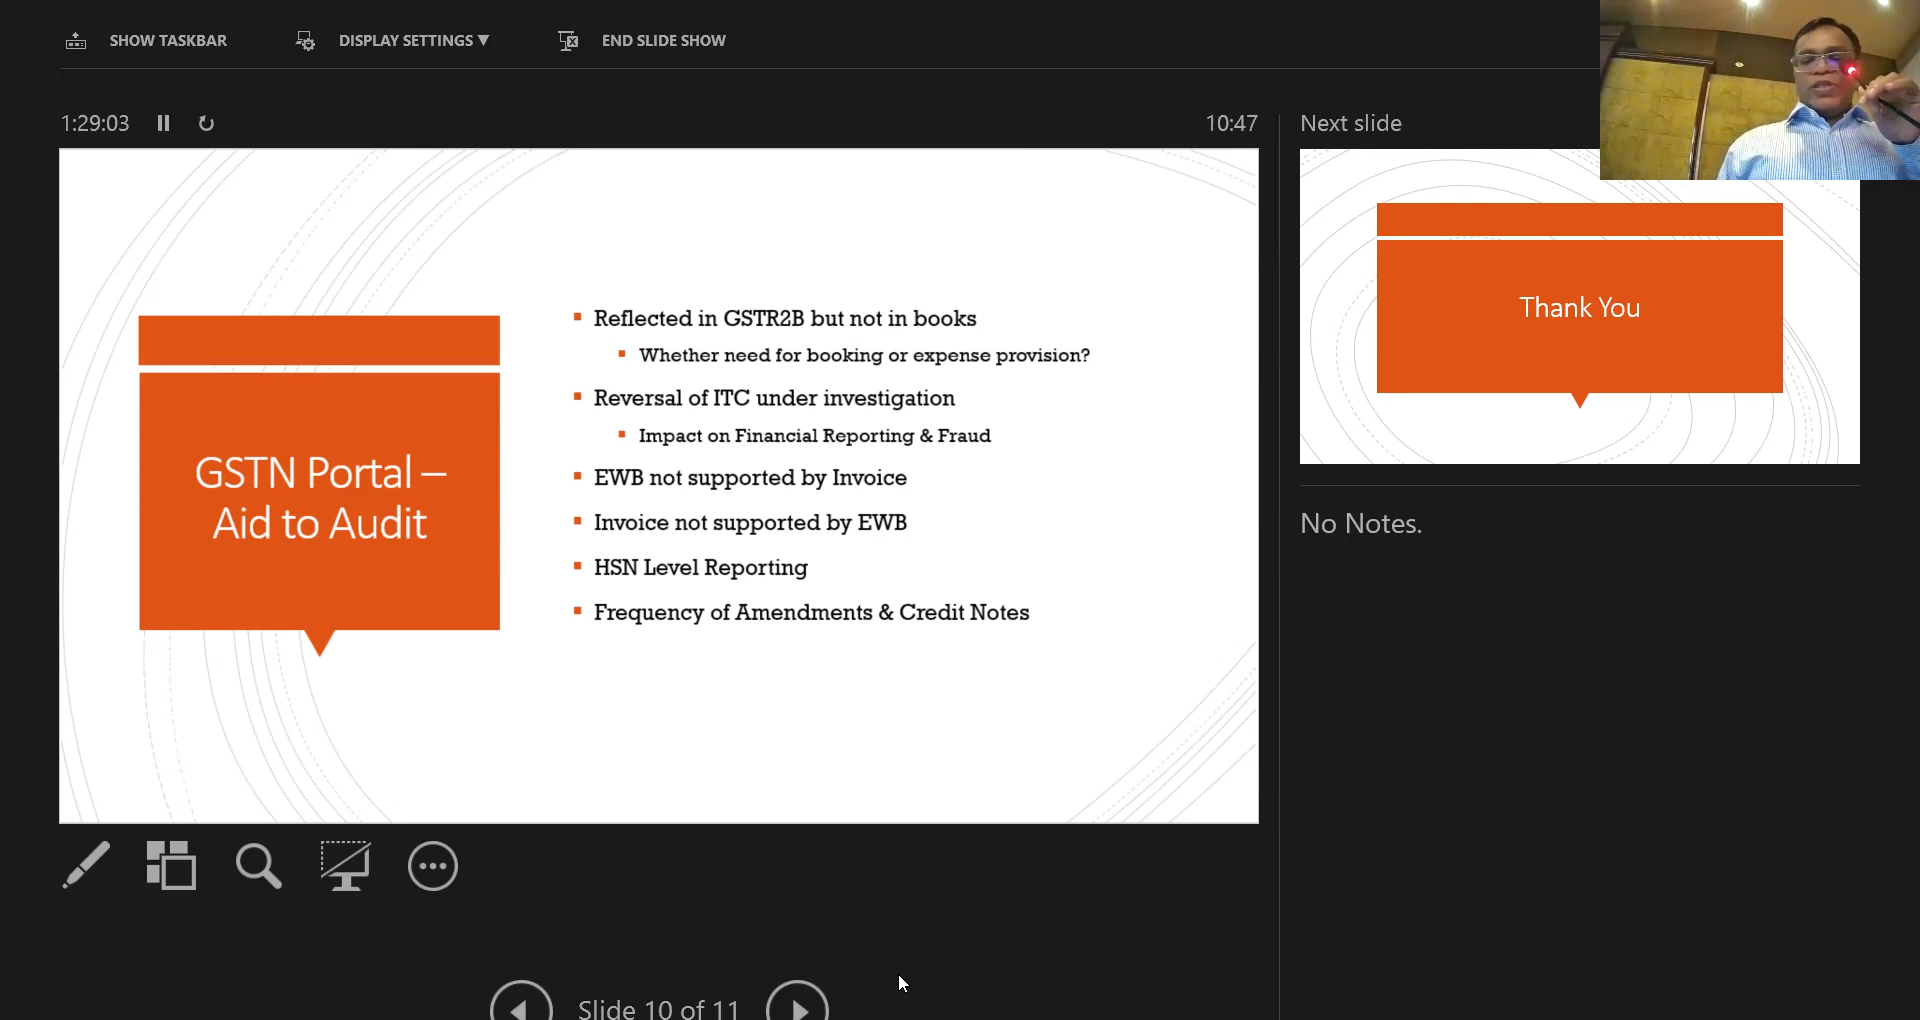 SHOW TASKBAR
DISPLAY SETTINGS ▼
END SLIDE SHOW
1:29:03
10:47
Next slide
GSTN Portal –
Aid to Audit
▪ Reflected in GSTR2B but not in books
▪ Whether need for booking or expense provision?
▪ Reversal of ITC under investigation
▪ Impact on Financial Reporting & Fraud
▪ EWB not supported by Invoice
▪ Invoice not supported by EWB
▪ HSN Level Reporting
▪ Frequency of Amendments & Credit Notes
Thank You
No Notes.
Slide 10 of 11